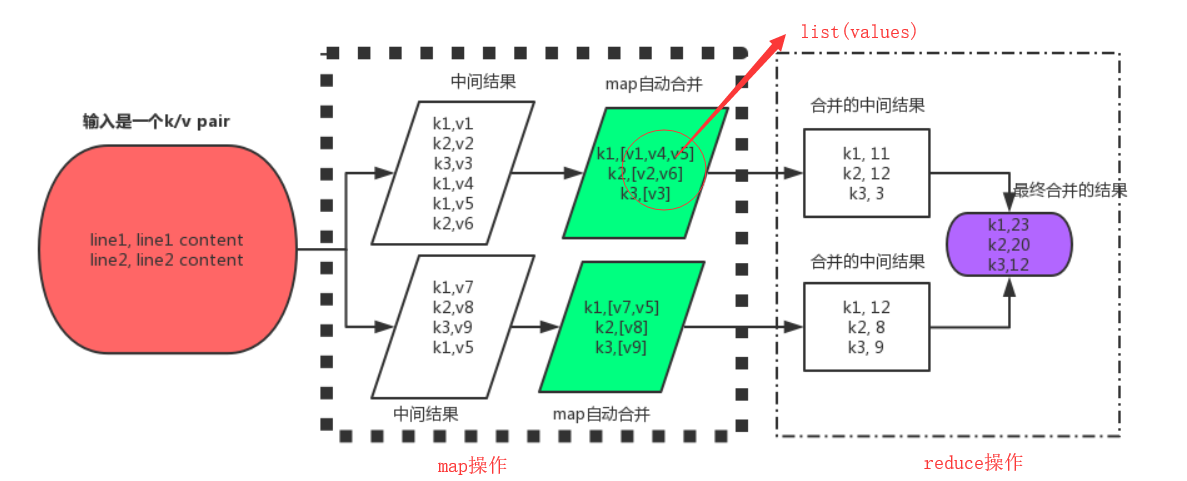 list(values)
输入是一个k/v pair
line1, line1 content
line2, line2 content
中间结果
k1,v1
k2,v2
k3,v3
k1,v4
k1,v5
k2,v6
map自动合并
k1,[v1,v4,v5]
k2,[v2,v6]
k3,[v3]
k1,v7
k2,v8
k3,v9
k1,v5
中间结果
k1,[v7,v5]
k2,[v8]
k3,[v9]
map自动合并
map操作
合并的中间结果
k1, 11
k2, 12
k3, 3
合并的中间结果
k1, 12
k2, 8
k3, 9
最终合并的结果
k1,23
k2,20
k3,12
reduce操作